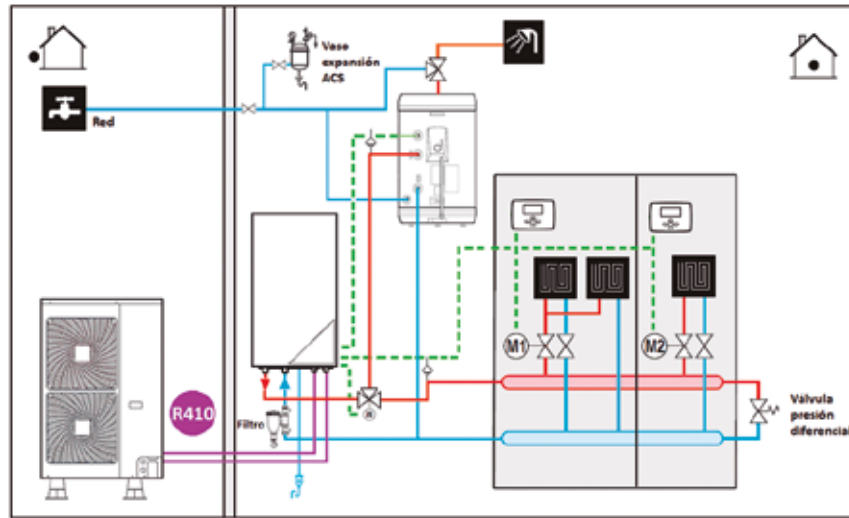 Vaso
expansión
ACS
Red
M1
M2
R410
Filtro
Válvula
presión
diferencial